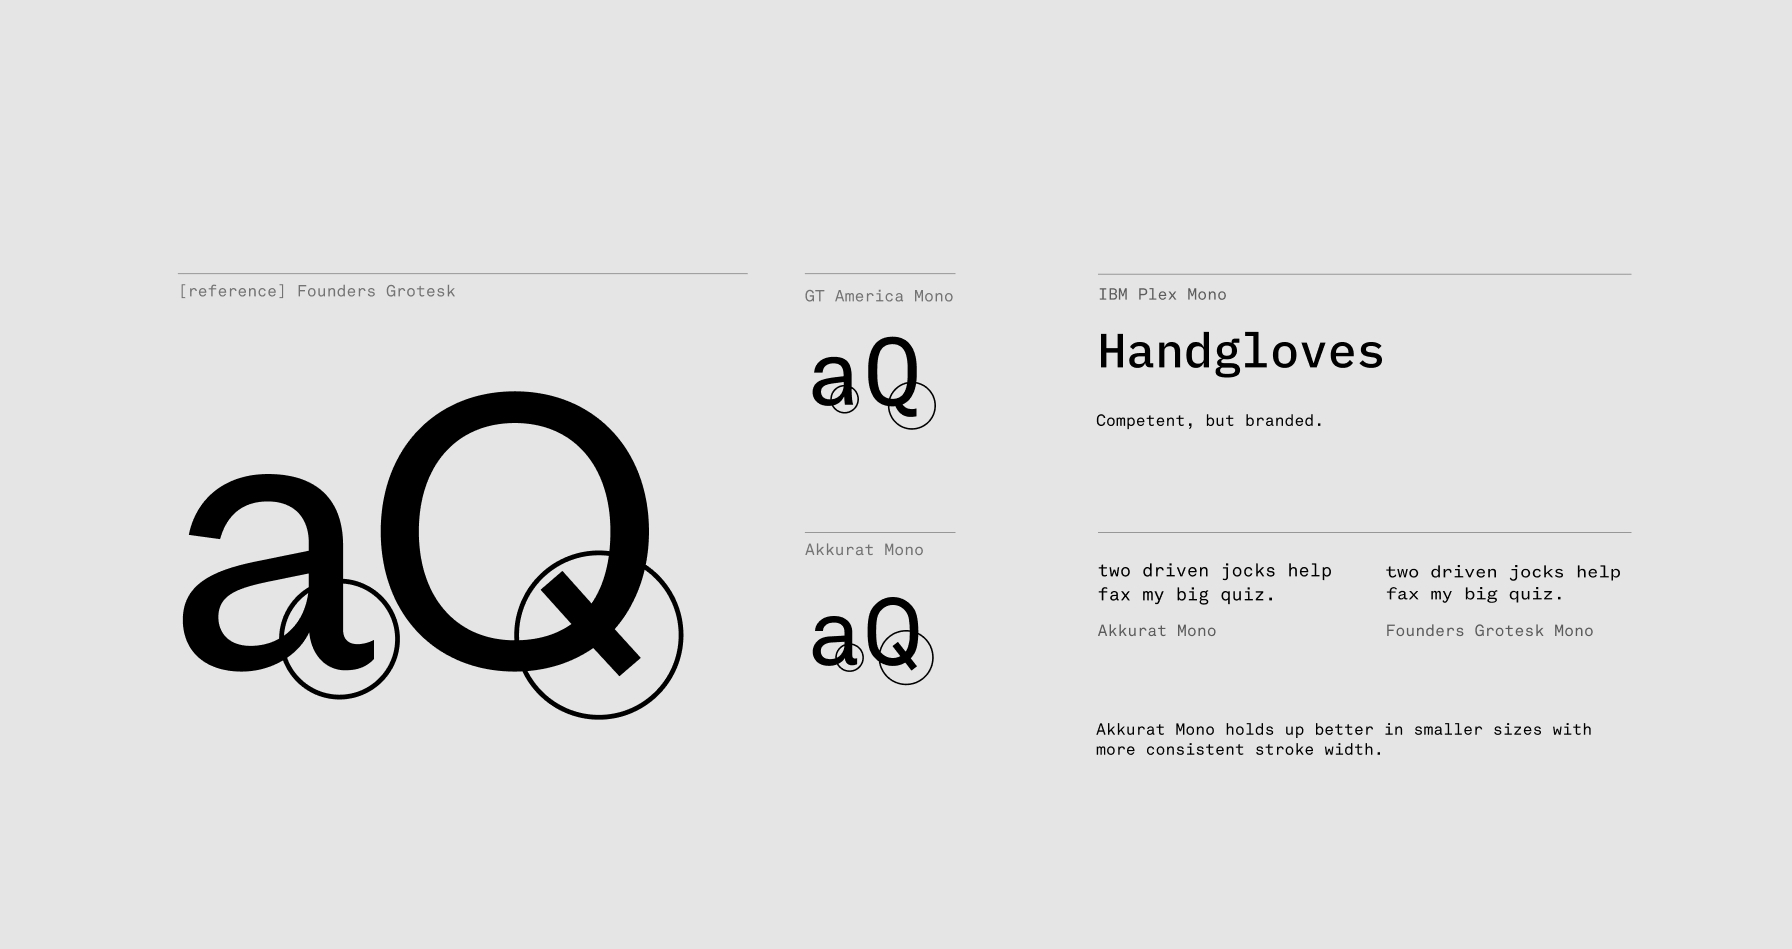 [reference] Founders Grotesk
aQ
GT America Mono
aQ
Akkurat Mono
aQ
IBM Plex Mono
Handgloves
Competent, but branded.
two driven jocks help
fax my big quiz.
Akkurat Mono
two driven jocks help
fax my big quiz.
Founders Grotesk Mono
Akkurat Mono holds up better in smaller sizes with
more consistent stroke width.